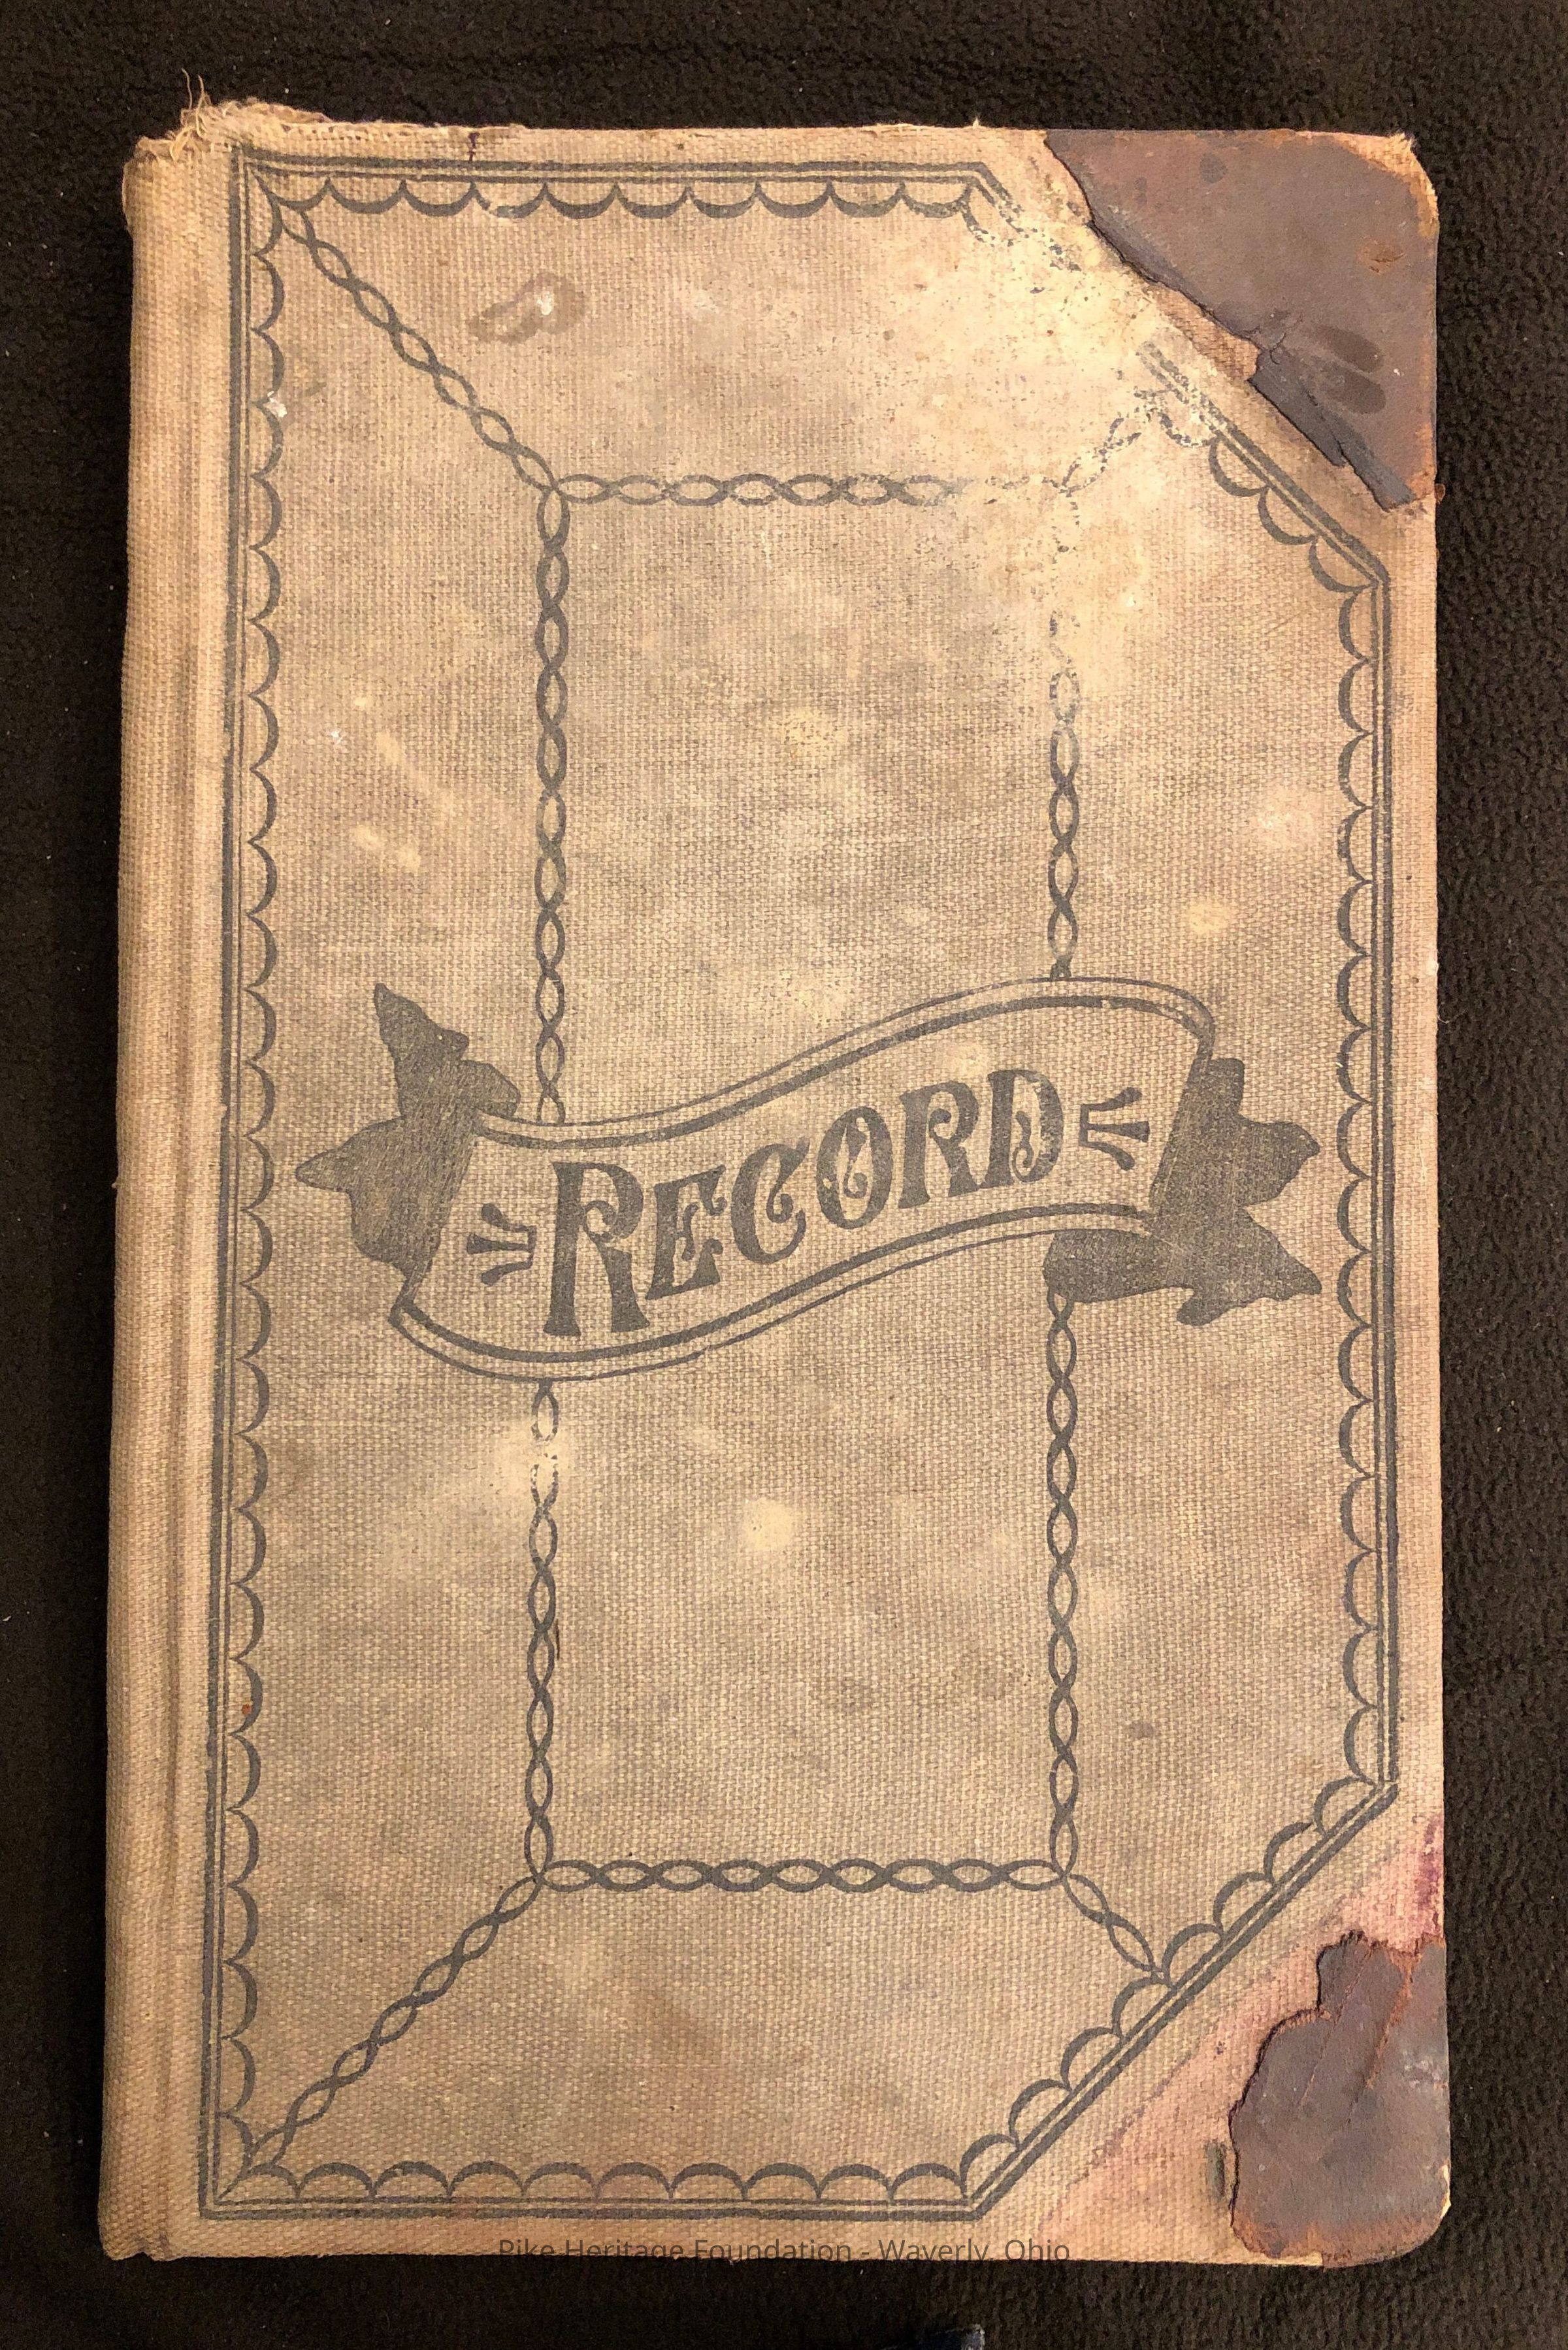 RECORD
Pike Heritage Foundation - Waverly, Ohio